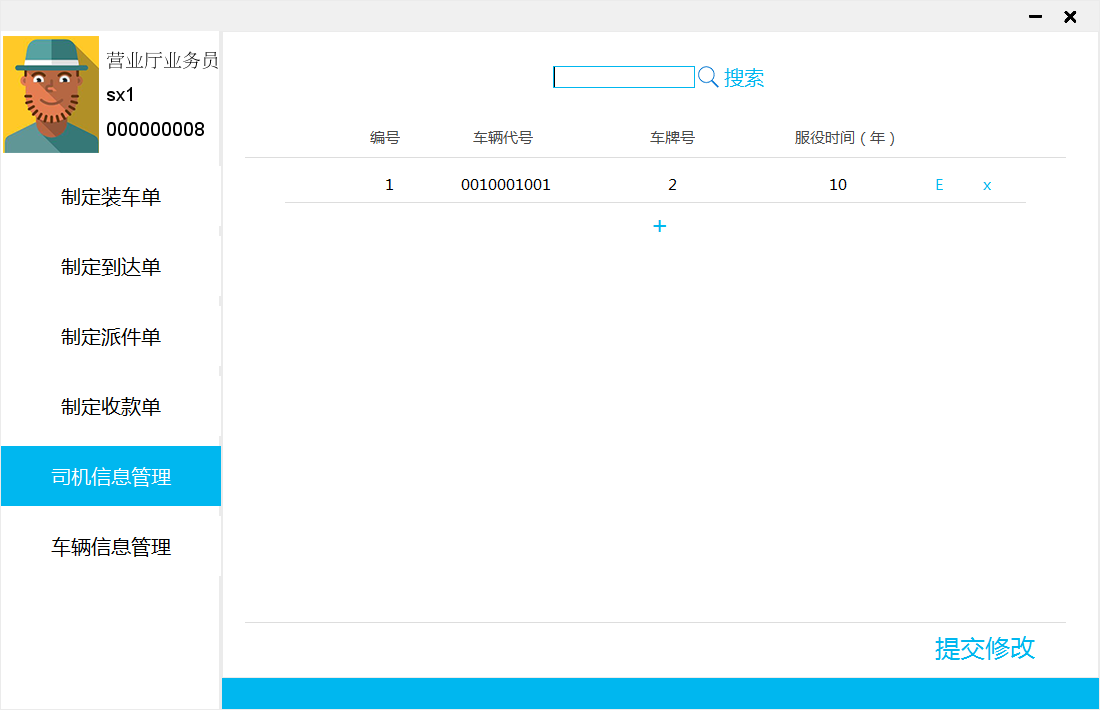 营业厅业务员
sx1
000000008
制定装车单
制定到达单
制定派件单
制定收款单
司机信息管理
车辆信息管理
搜索
编号 车辆代号 车牌号 服役时间（年）
1 0010001001 2 10 E x
+
提交修改